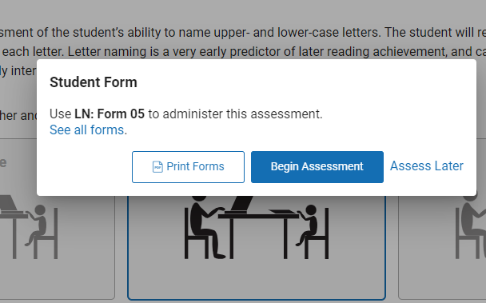 sment of the student's ability to name upper- and lower-case letters. The student will re
each letter. Letter naming is a very early predictor of later reading achievement, and ca
ly inter
her and
Student Form
Use LN: Form 05 to administer this assessment.
See all forms.
Print Forms
Begin Assessment
Assess Later